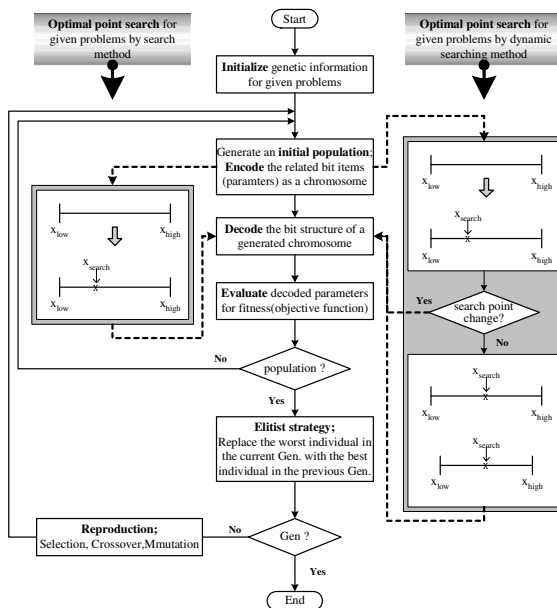 Optimal point search for
given problems by search
method
Start
Optimal point search for
given problems by dynamic
searching method
Initialize genetic information
for given problems
Generate an initial population;
Encode the related bit items
(paramters) as a chromosome
x_low
x_high
x_search
x
x_low
x_high
Decode the bit structure of a
generated chromosome
Evaluate decoded parameters
for fitness(objective function)
No
population ?
Yes
Elitist strategy;
Replace the worst individual in
the current Gen. with the best
individual in the previous Gen.
Reproduction;
Selection, Crossover,Mmutation
No
Gen ?
Yes
End
x_low
x_high
x_search
x
x_low
x_high
Yes
search point
change?
No
x_search
x
x_low
x_high
x_search
x
x_low
x_high